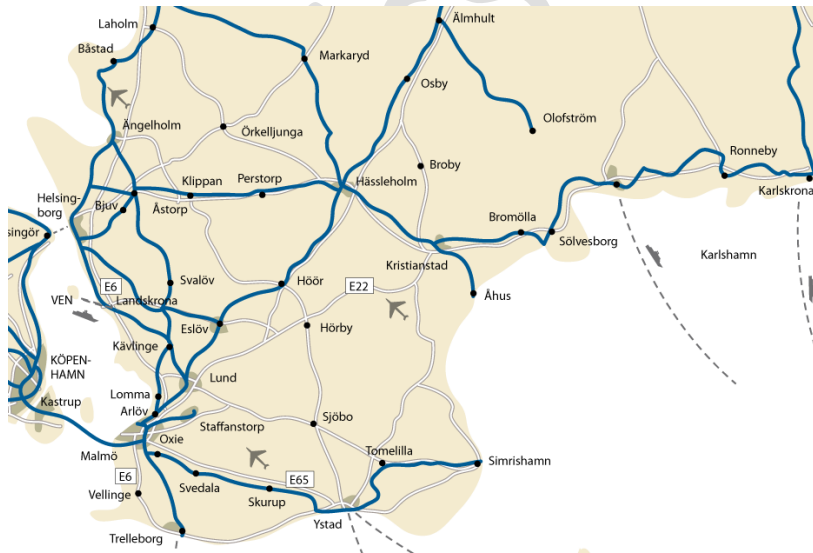 Laholm
Älmhult
Båstad
Markaryd
Osby
Ängelholm
Örkelljunga
Olofström
Broby
Ronneby
Klippan
Perstorp
Hässleholm
Helsing-
borg
Bjuv
Åstorp
Karlskrona
Bromölla
singör
Sölvesborg
Kristianstad
Karlshamn
Svalöv
Höör
E22
E6
VEN
Landskrona
Åhus
Eslöv
Hörby
Kävlinge
KÖPEN-
HAMN
Lund
Lomma
Kastrup
Arlöv
Staffanstorp
Sjöbo
Oxie
Tomelilla
Malmö
Simrishamn
E6
Svedala
E65
Vellinge
Skurup
Ystad
Trelleborg